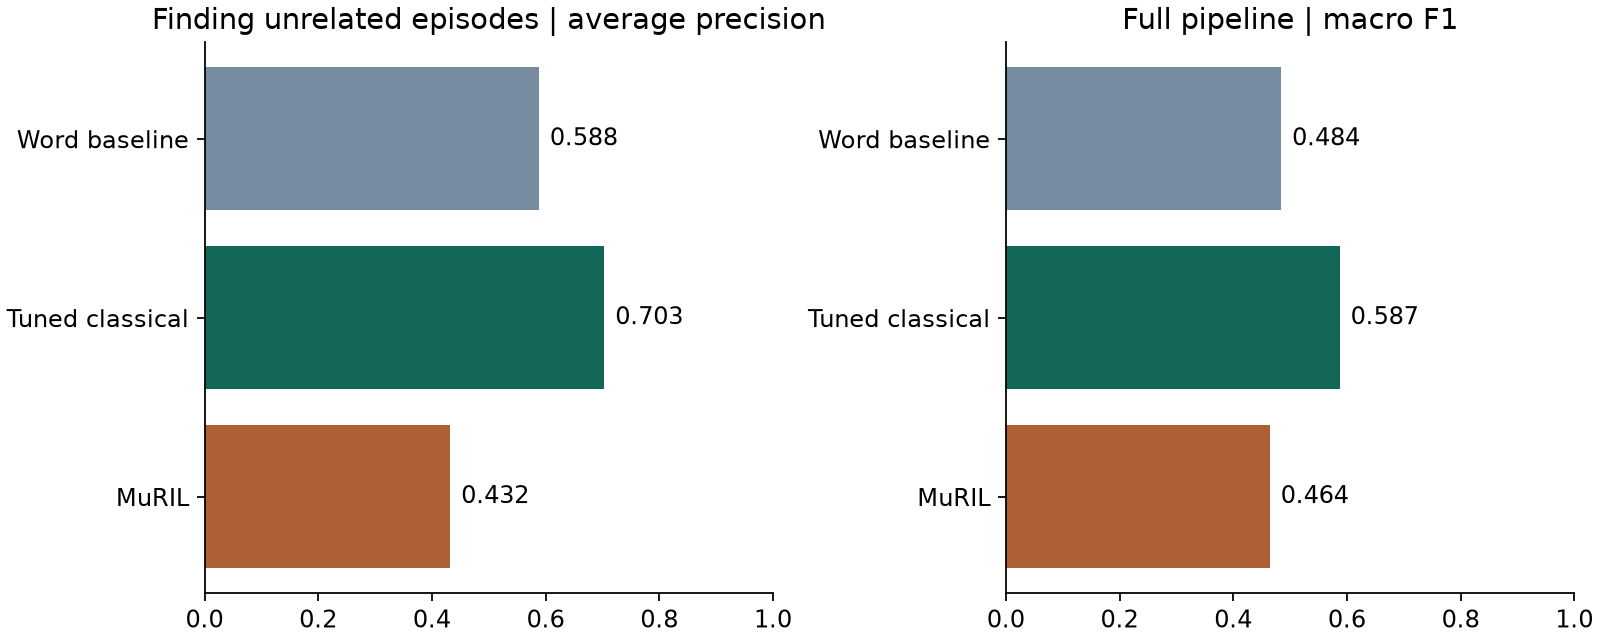 Finding unrelated episodes | average precision
Word baseline
0.588
Tuned classical
0.703
MuRIL
0.432
0.0 0.2 0.4 0.6 0.8 1.0
Full pipeline | macro F1
Word baseline
0.484
Tuned classical
0.587
MuRIL
0.464
0.0 0.2 0.4 0.6 0.8 1.0